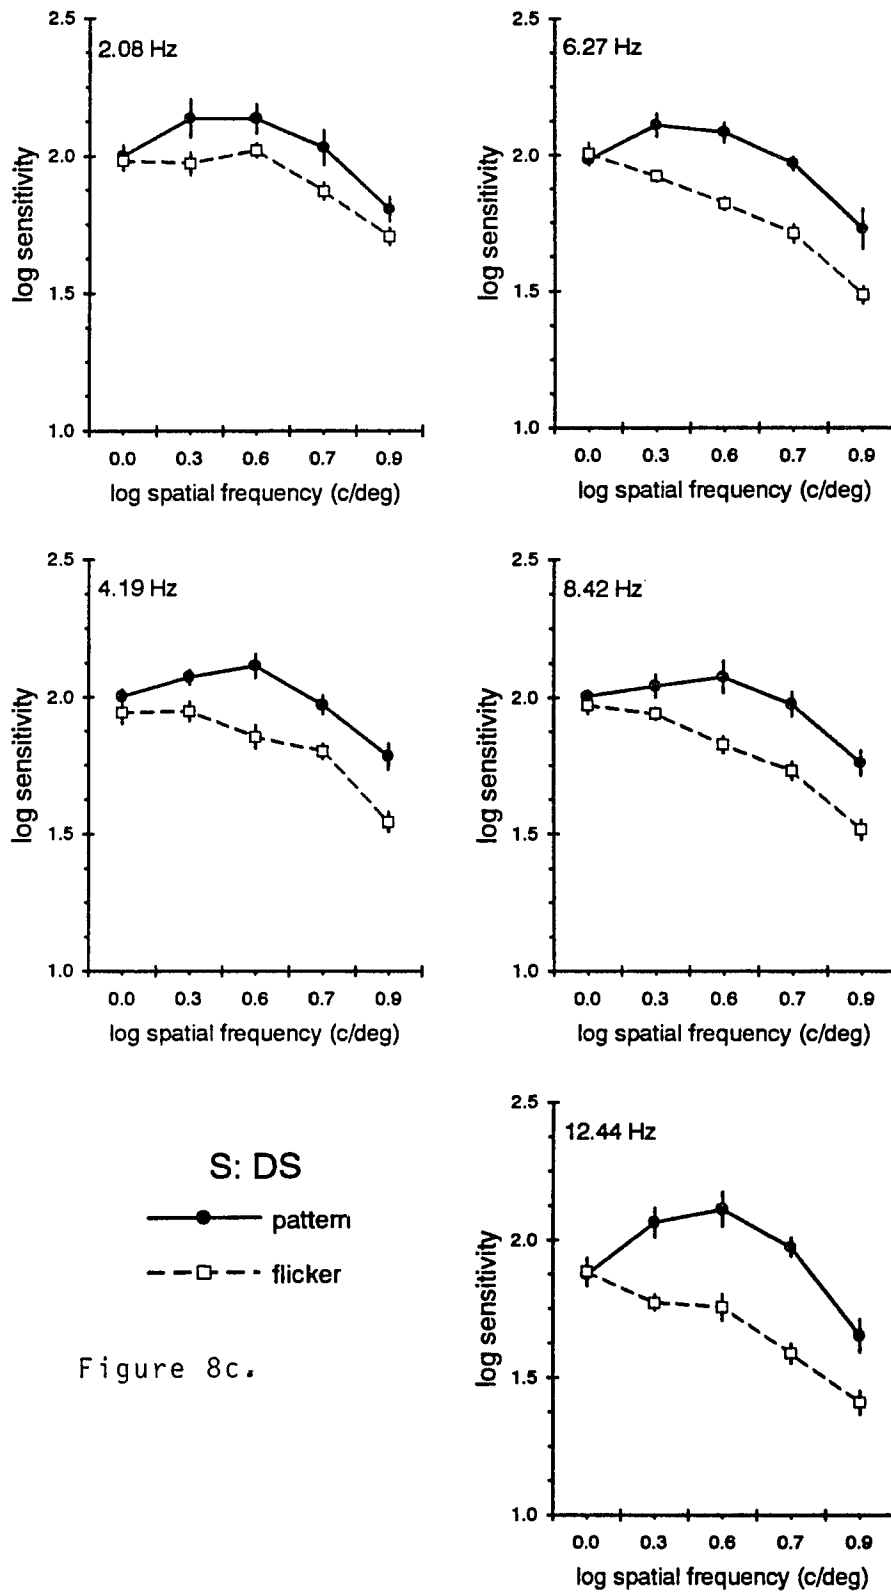 2.5
2.08 Hz
2.0
1.5
1.0
log sensitivity
0.0 0.3 0.6 0.7 0.9
log spatial frequency (c/deg)
2.5
6.27 Hz
2.0
1.5
1.0
log sensitivity
0.0 0.3 0.6 0.7 0.9
log spatial frequency (c/deg)
2.5
4.19 Hz
2.0
1.5
1.0
log sensitivity
0.0 0.3 0.6 0.7 0.9
log spatial frequency (c/deg)
2.5
8.42 Hz
2.0
1.5
1.0
log sensitivity
0.0 0.3 0.6 0.7 0.9
log spatial frequency (c/deg)
S: DS
pattern
flicker
Figure 8c.
2.5
12.44 Hz
2.0
1.5
1.0
log sensitivity
0.0 0.3 0.6 0.7 0.9
log spatial frequency (c/deg)